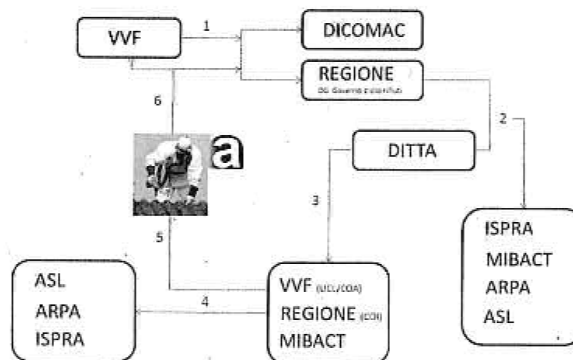 VVF
1
DICOMAC
REGIONE
6
a
2
DITTA
3
ISPRA
MIBACT
ARPA
ASL
5
ASL
ARPA
ISPRA
4
VVF (UCL/COA)
REGIONE (COI)
MIBACT